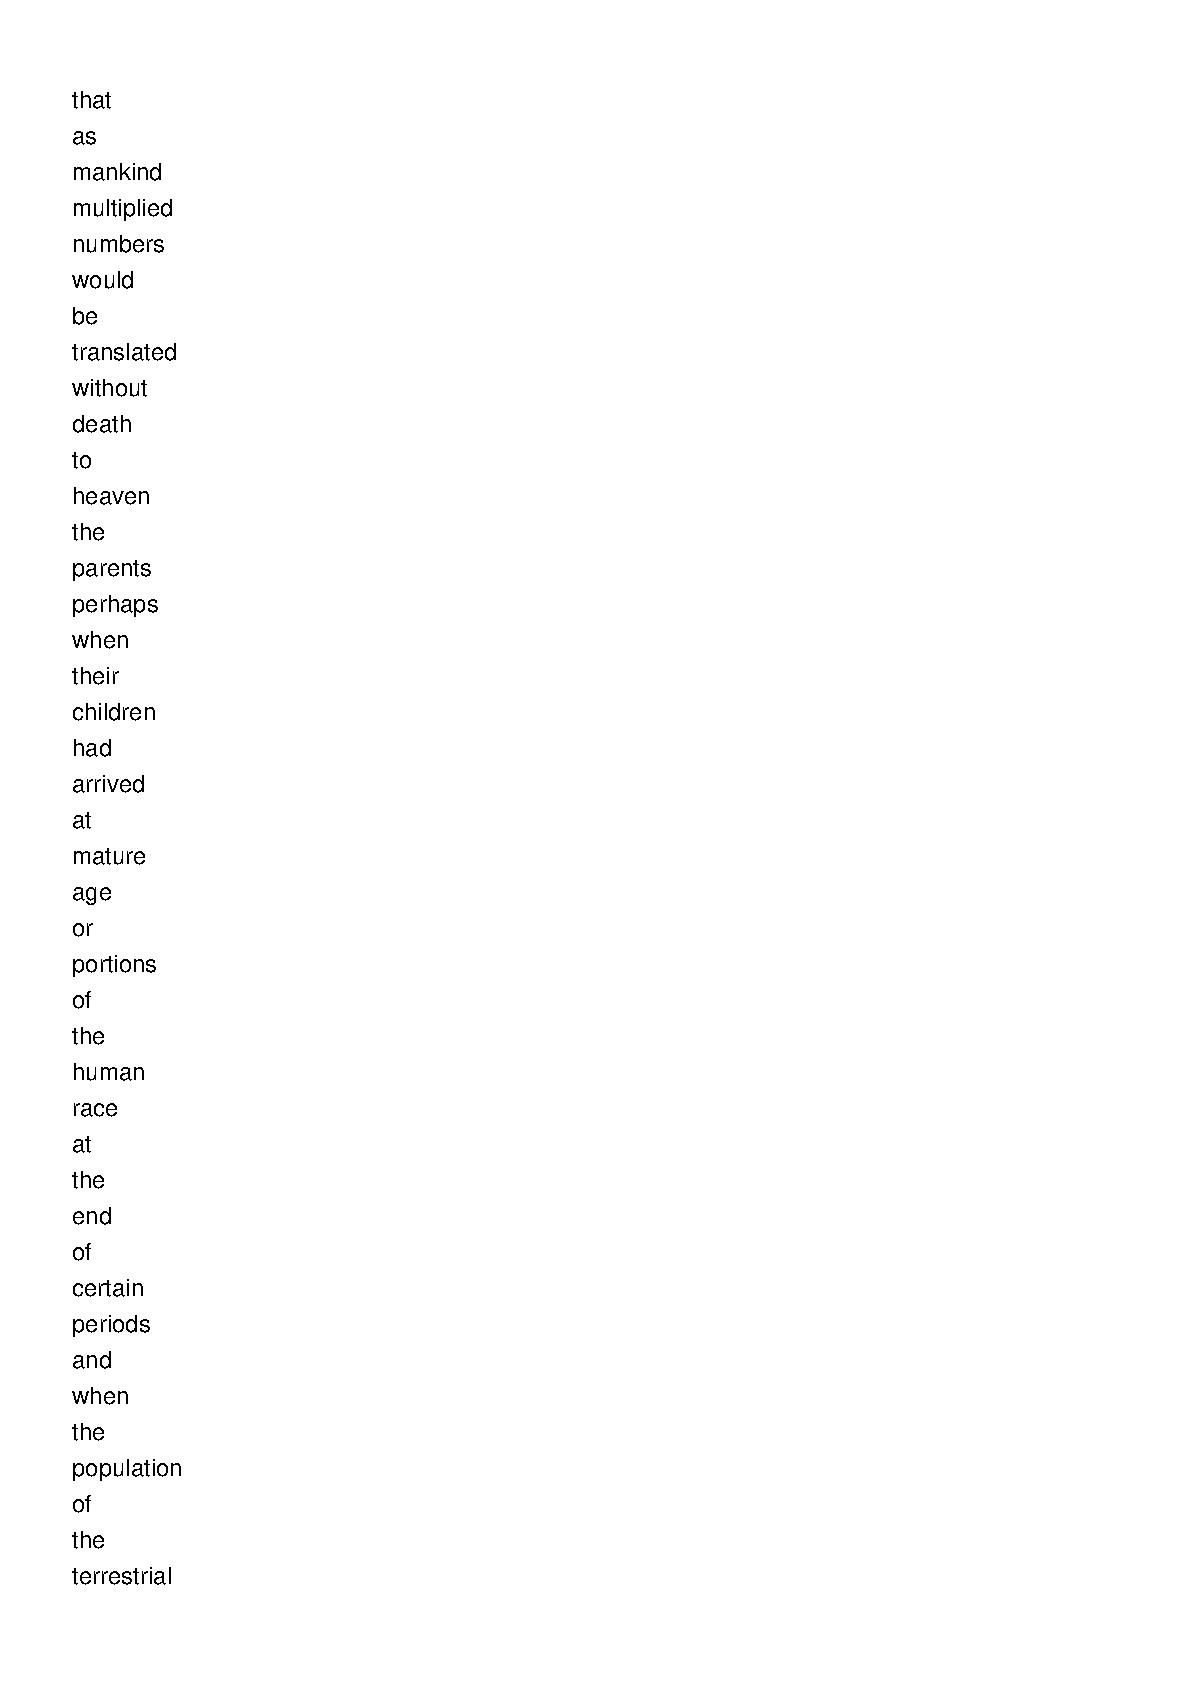 that
as
mankind
multiplied
numbers
would
be
translated
without
death
to
heaven
the
parents
perhaps
when
their
children
had
arrived
at
mature
age
or
portions
of
the
human
race
at
the
end
of
certain
periods
and
when
the
population
of
the
terrestrial